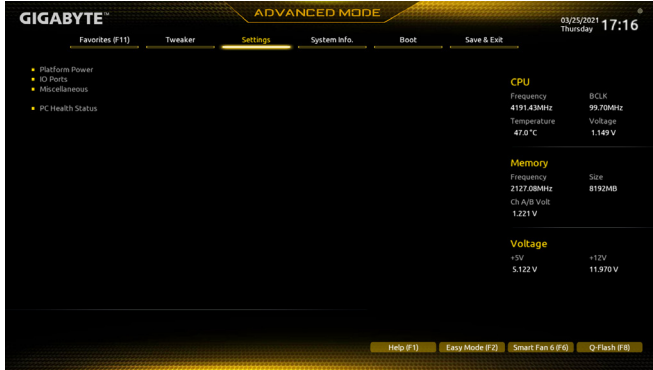 GIGABYTE™
ADVANCED MODE
03/25/2021
Thursday
17:16
Favorites (F11) Tweaker Settings System Info. Boot Save & Exit
Platform Power
IO Ports
Miscellaneous
PC Health Status
CPU
Frequency BCLK
4191.43MHz 99.70MHz
Temperature Voltage
47.0 °C 1.149 V
Memory
Frequency Size
2127.08MHz 8192MB
Ch A/B Volt
1.221 V
Voltage
+5V +12V
5.122 V 11.970 V
Help (F1) Easy Mode (F2) Smart Fan 6 (F6) Q-Flash (F8)